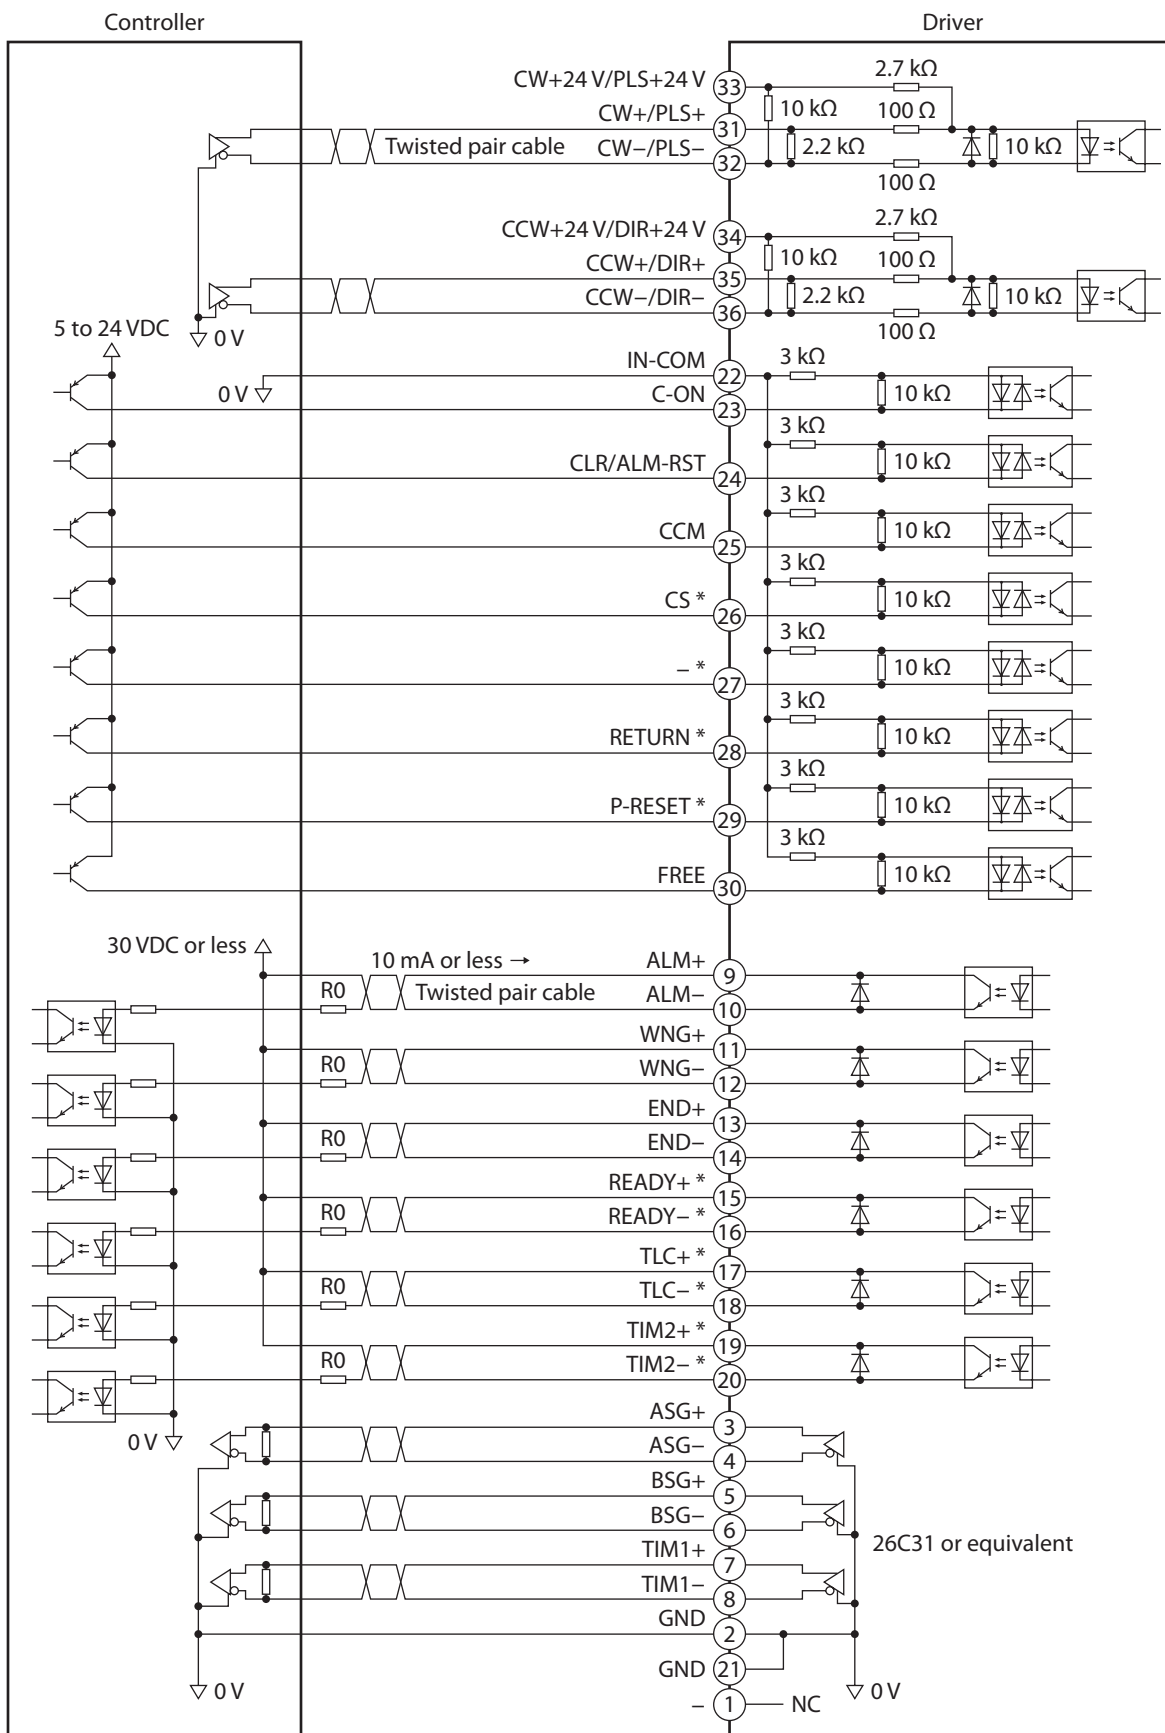 Controller
Driver
CW+24 V/PLS+24 V
33
2.7 kΩ
10 kΩ
CW+/PLS+
31
100 Ω
Twisted pair cable
CW−/PLS−
32
2.2 kΩ
10 kΩ
100 Ω
CCW+24 V/DIR+24 V
34
2.7 kΩ
10 kΩ
CCW+/DIR+
35
100 Ω
CCW−/DIR−
36
2.2 kΩ
10 kΩ
100 Ω
0 V
5 to 24 VDC
0 V
IN-COM
22
3 kΩ
C-ON
23
10 kΩ
3 kΩ
CLR/ALM-RST
24
10 kΩ
3 kΩ
CCM
25
10 kΩ
3 kΩ
CS *
26
10 kΩ
3 kΩ
− *
27
10 kΩ
3 kΩ
RETURN *
28
10 kΩ
3 kΩ
P-RESET *
29
10 kΩ
3 kΩ
FREE
30
10 kΩ
30 VDC or less
10 mA or less →
ALM+
9
R0
Twisted pair cable
ALM−
10
WNG+
11
R0
WNG−
12
END+
13
R0
END−
14
READY+ *
15
R0
READY− *
16
TLC+ *
17
R0
TLC− *
18
TIM2+ *
19
R0
TIM2− *
20
0 V
ASG+
3
ASG−
4
BSG+
5
BSG−
6
26C31 or equivalent
TIM1+
7
TIM1−
8
GND
2
GND
21
0 V
0 V
−
1
NC